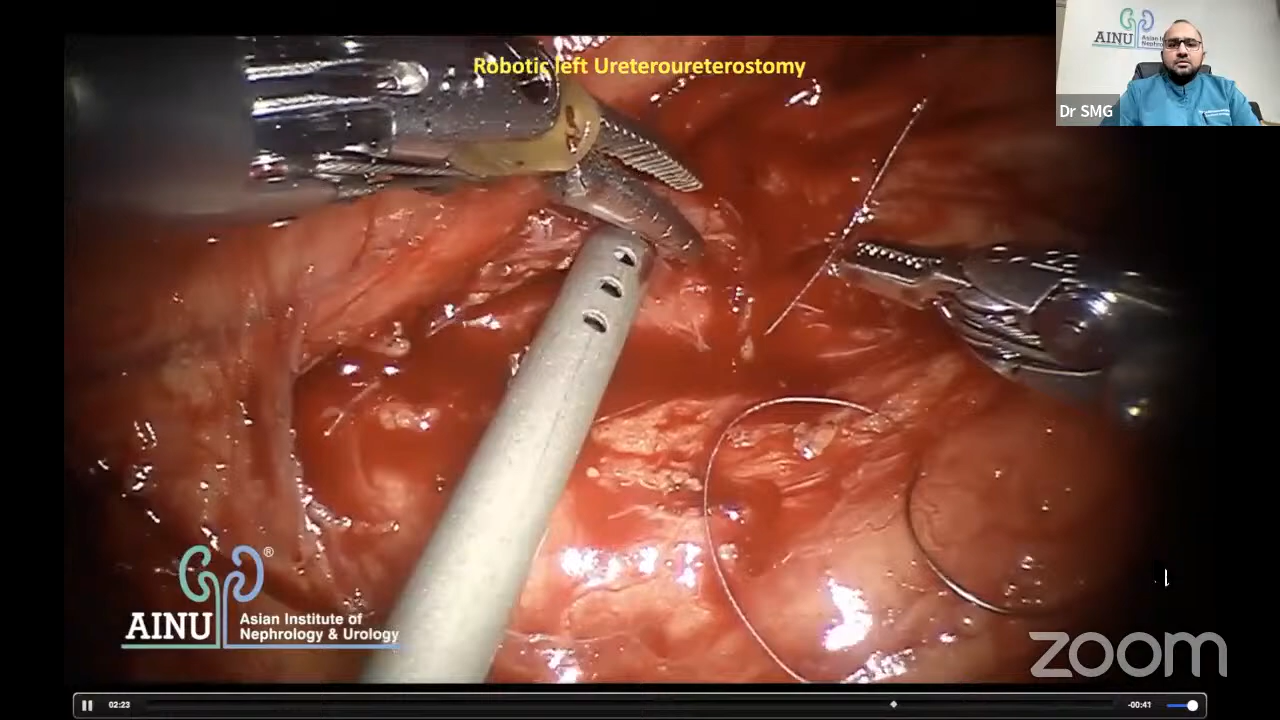 Robotic left Ureteroureterostomy
AINU
Dr SMG
AINU
®
Asian Institute of
Nephrology & Urology
zoom
02:23
-00:41